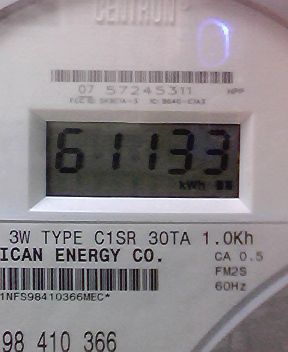 CENTRON
07 57245311
61133
kWh
3W TYPE C1SR 30TA 1.0Kh
ICAN ENERGY CO.
CA 0.5
FM2S
60Hz
1NFS98410366MEC*
98 410 366